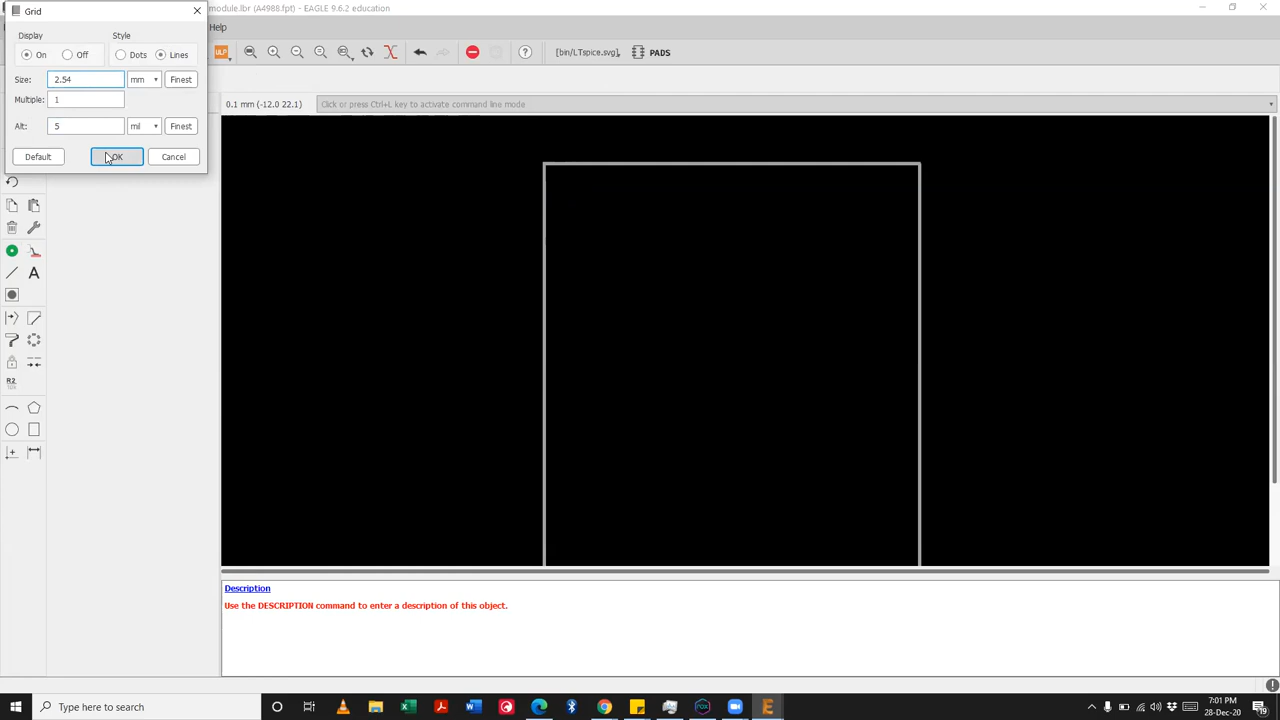 Grid
module.lbr (A4988.fpt) - EAGLE 9.6.2 education
Help
Display
Style
On
Off
Dots
Lines
Size:
2.54
mm
Finest
Multiple:
1
Alt:
5
mil
Finest
Default
OK
Cancel
ULP
[bin/LTspice.svg],
PADS
0.1 mm (-12.0 22.1)
Click or press Ctrl+L key to activate command line mode
A
R2
Description
Use the DESCRIPTION command to enter a description of this object.
Type here to search
7:01 PM
28-Dec-20